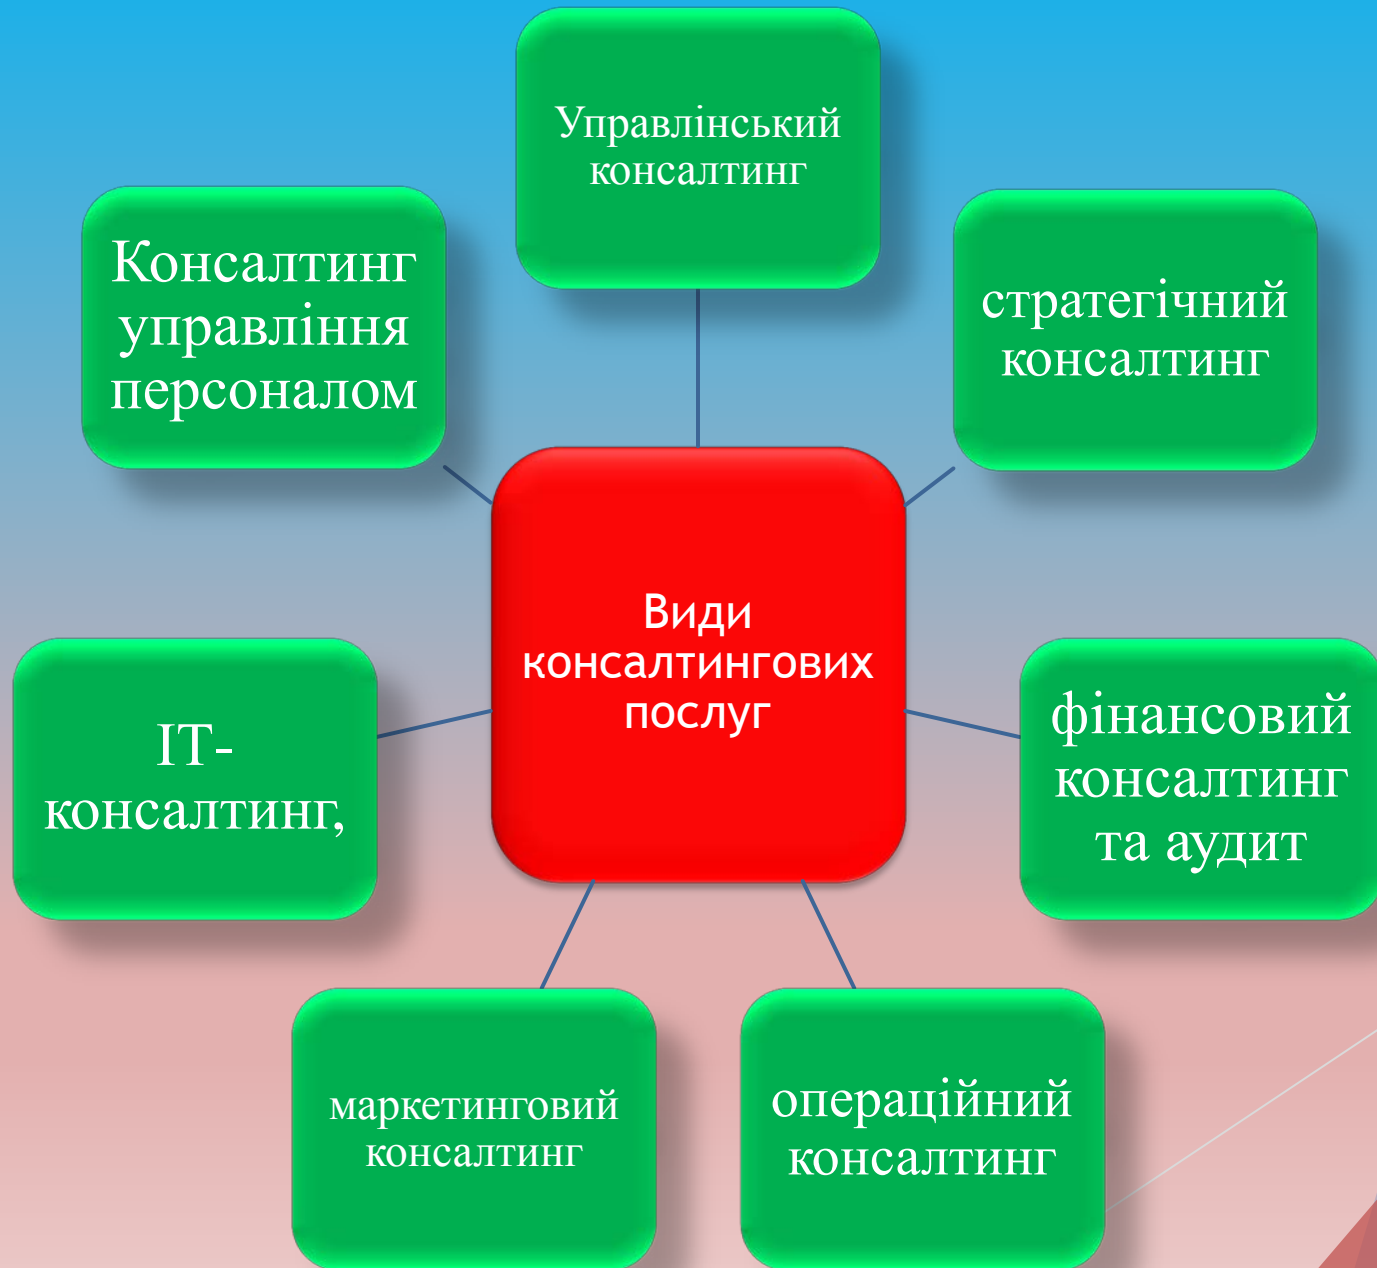 Управлінський
консалтинг
стратегічний
консалтинг
фінансовий
консалтинг
та аудит
операційний
консалтинг
маркетинговий
консалтинг
ІТ-
консалтинг,
Консалтинг
управління
персоналом
Види
консалтингових
послуг